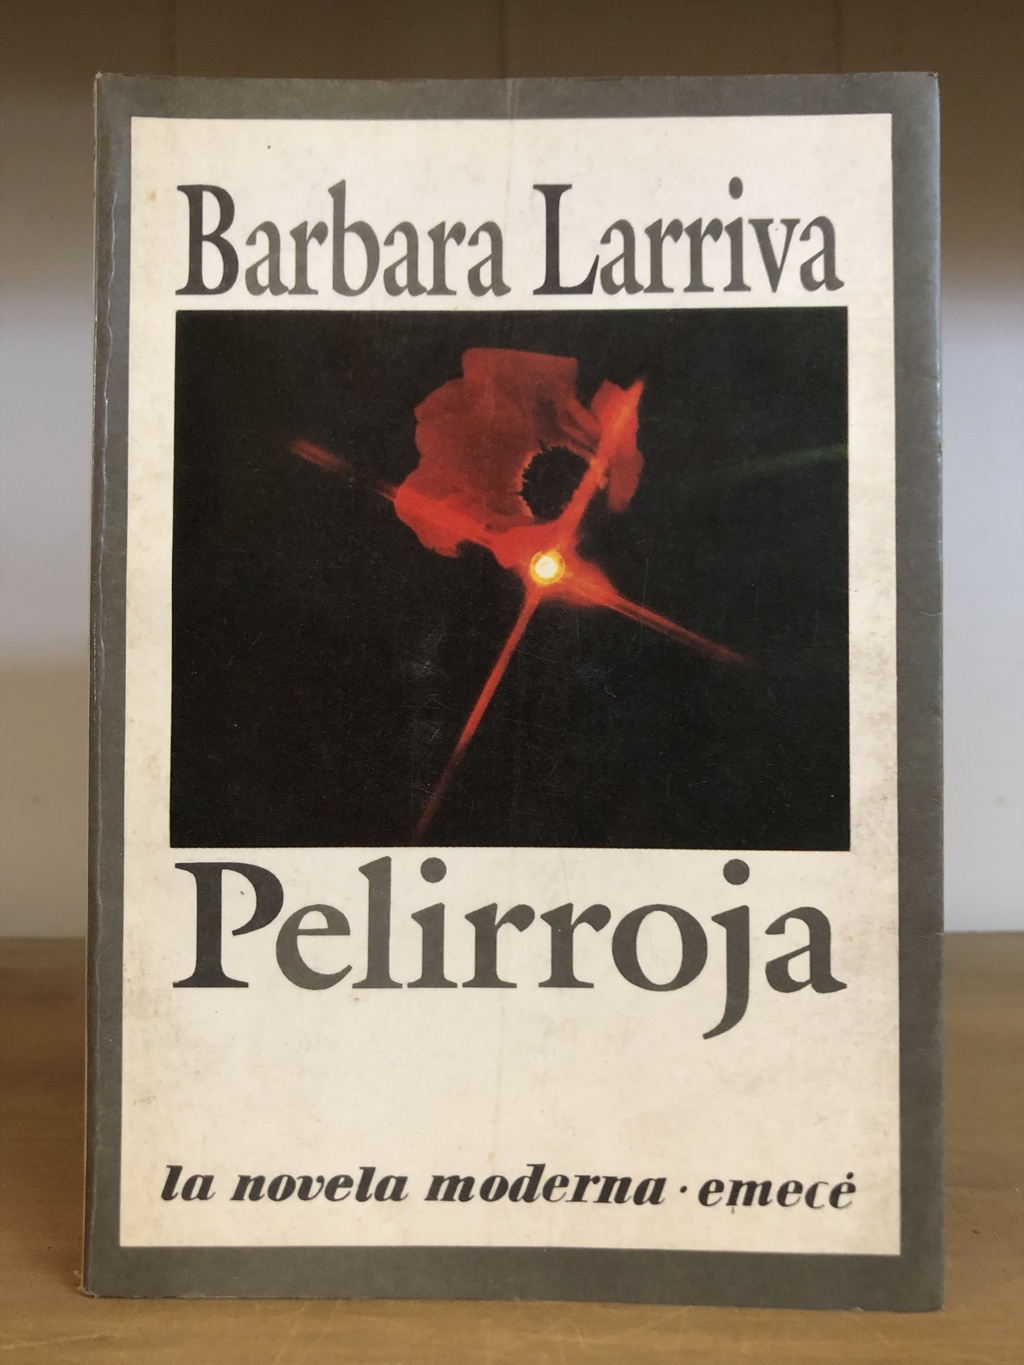 Barbara Larriva
Pelirroja
la novela moderna · emecé